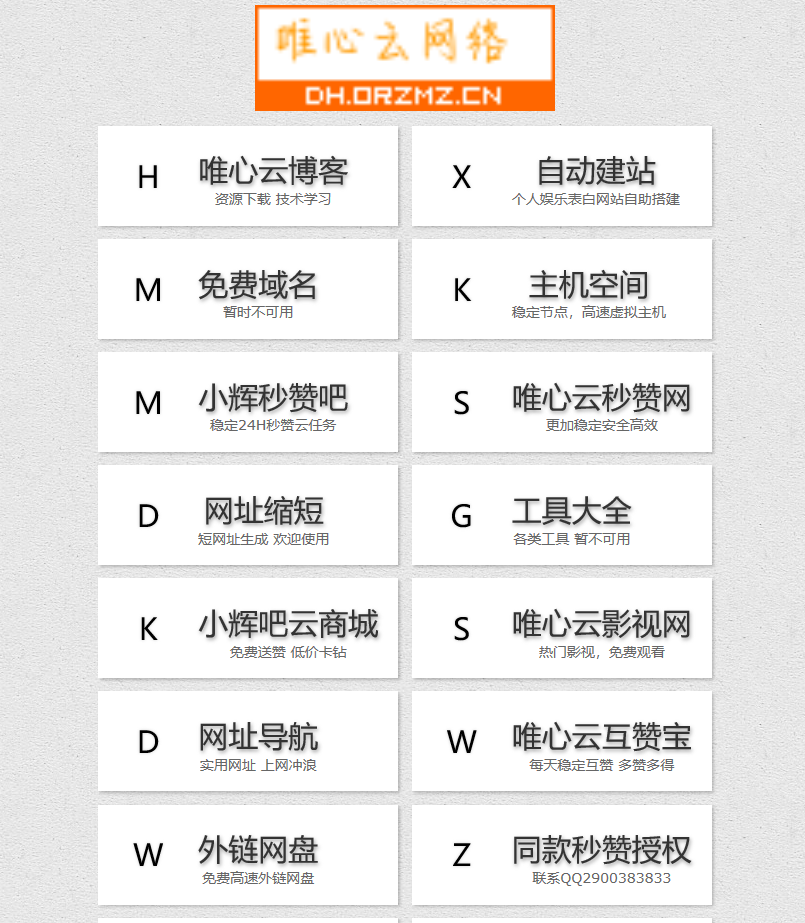 唯心云网络
DH.ORZMZ.CN
H
唯心云博客
资源下载 技术学习
X
自动建站
个人娱乐表白网站自助搭建
M
免费域名
暂时不可用
K
主机空间
稳定节点，高速虚拟主机
M
小辉秒赞吧
稳定24H秒赞云任务
S
唯心云秒赞网
更加稳定安全高效
D
网址缩短
短网址生成 欢迎使用
G
工具大全
各类工具 暂不可用
K
小辉吧云商城
免费送赞 低价卡钻
S
唯心云影视网
热门影视，免费观看
D
网址导航
实用网址 上网冲浪
W
唯心云互赞宝
每天稳定互赞 多赞多得
W
外链网盘
免费高速外链网盘
Z
同款秒赞授权
联系QQ2900383833